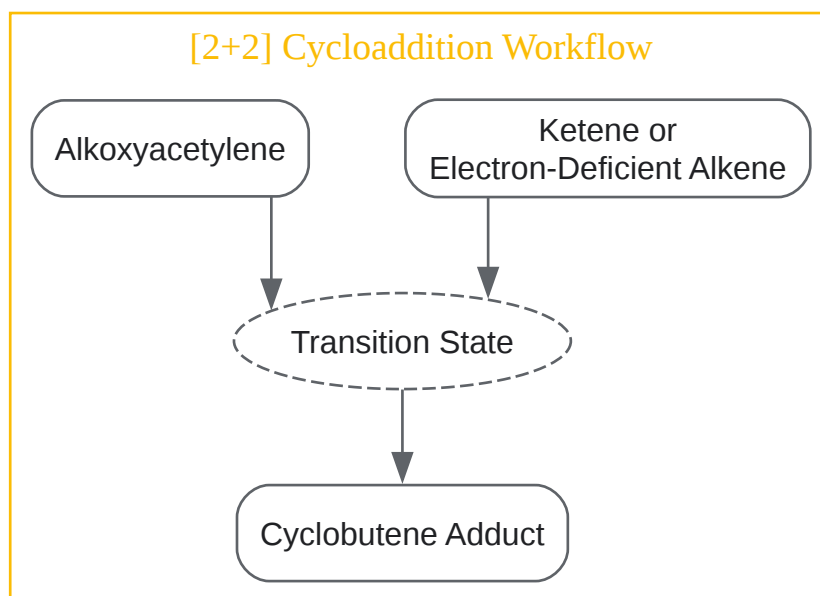 [2+2] Cycloaddition Workflow
Alkoxyacetylene
Ketene or
Electron-Deficient Alkene
Transition State
Cyclobutene Adduct